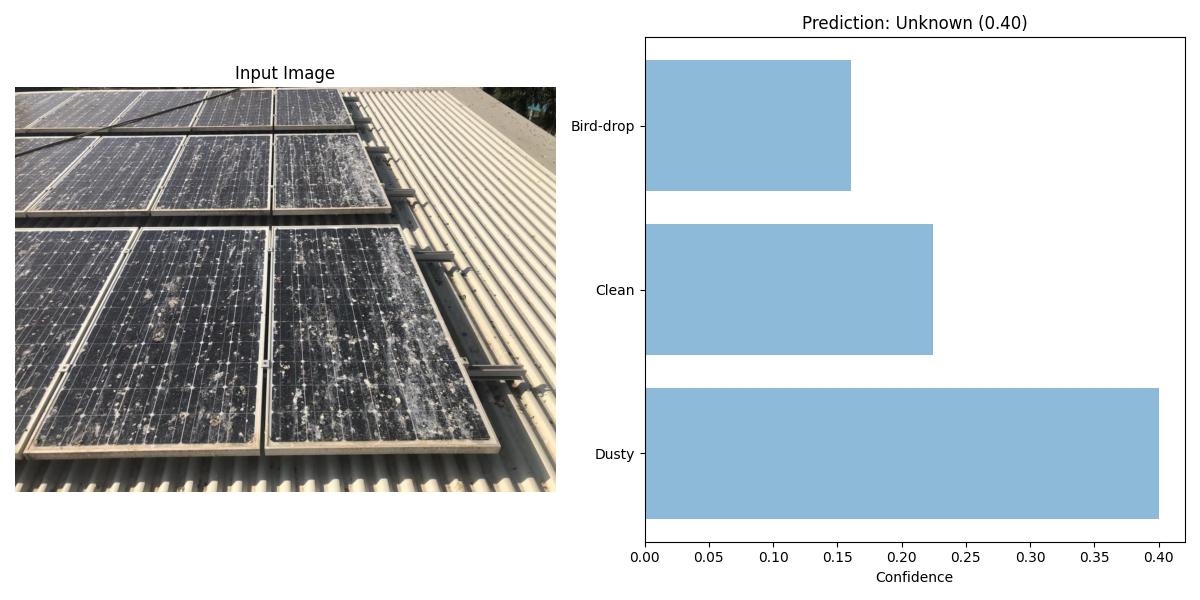 Input Image
Prediction: Unknown (0.40)
Bird-drop
Clean
Dusty
0.00 0.05 0.10 0.15 0.20 0.25 0.30 0.35 0.40
Confidence